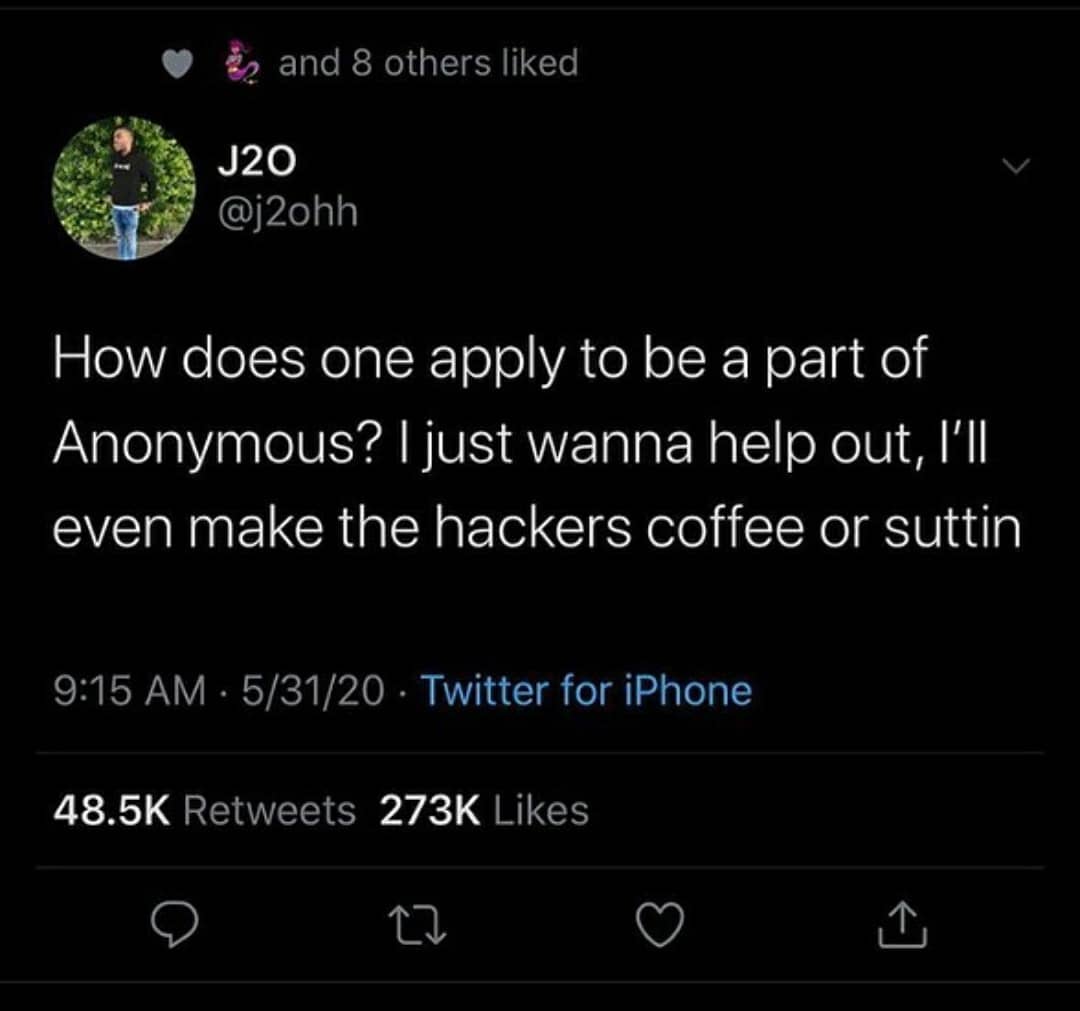 and 8 others liked
J2O
@j2ohh
How does one apply to be a part of
Anonymous? I just wanna help out, I’ll
even make the hackers coffee or suttin
9:15 AM · 5/31/20 · Twitter for iPhone
48.5K Retweets 273K Likes